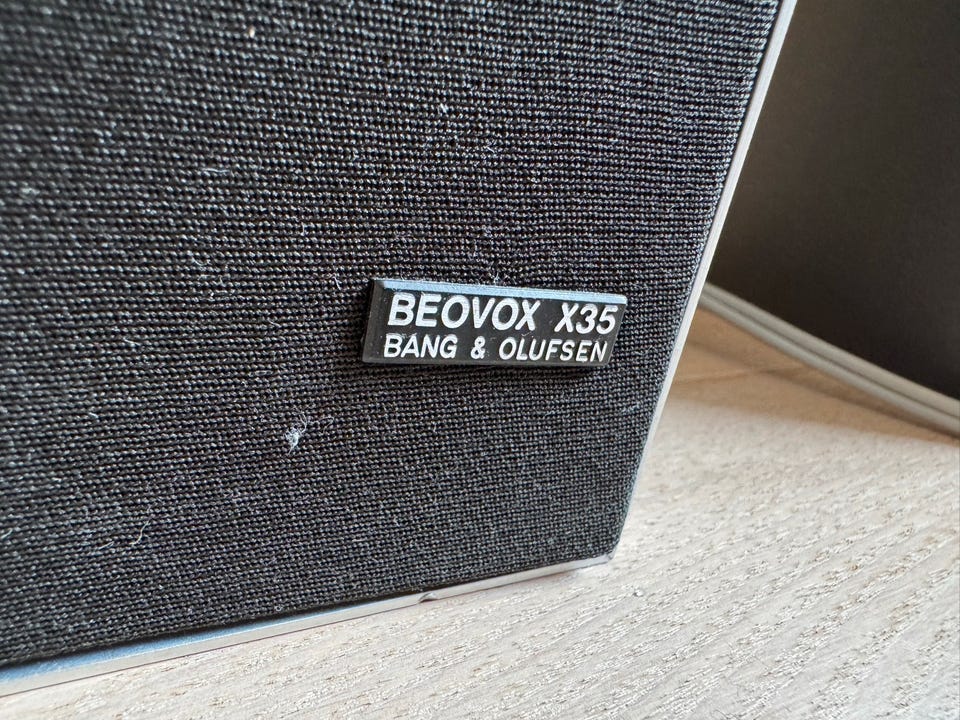 BEOVOX X35
BANG & OLUFSEN